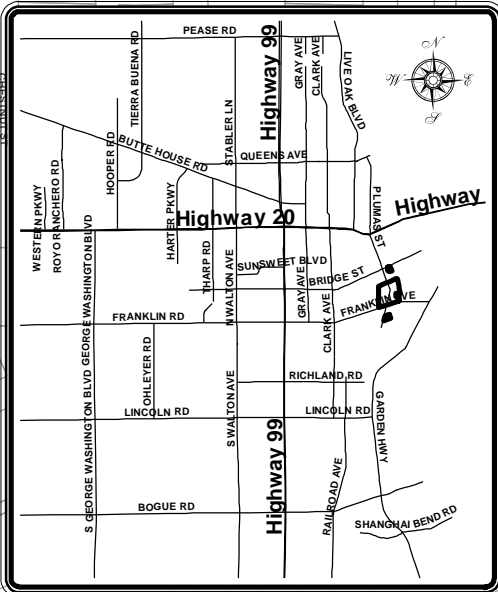 PEASE RD
TIERRA BUENA RD
Highway 99
GRAY AVE
CLARK AVE
LIVE OAK BLVD
N
W
E
S
STABLER LN
BUTTE HOUSE RD
QUEENS AVE
HOOPER RD
WESTERN PKWY
ROYO RANCHERO RD
HARTER PKWY
Highway 20
PLUMAS ST
Highway
THARP RD
N WALTON AVE
SUNSWEET BLVD
BRIDGE ST
GRAY AVE
FRANKLIN AVE
GEORGE WASHINGTON BLVD
FRANKLIN RD
CLARK AVE
OHLEYER RD
S WALTON AVE
RICHLAND RD
LINCOLN RD
LINCOLN RD
GARDEN HWY
S GEORGE WASHINGTON BLVD
Highway 99
RAILROAD AVE
BOGUE RD
SHANGHAI BEND RD